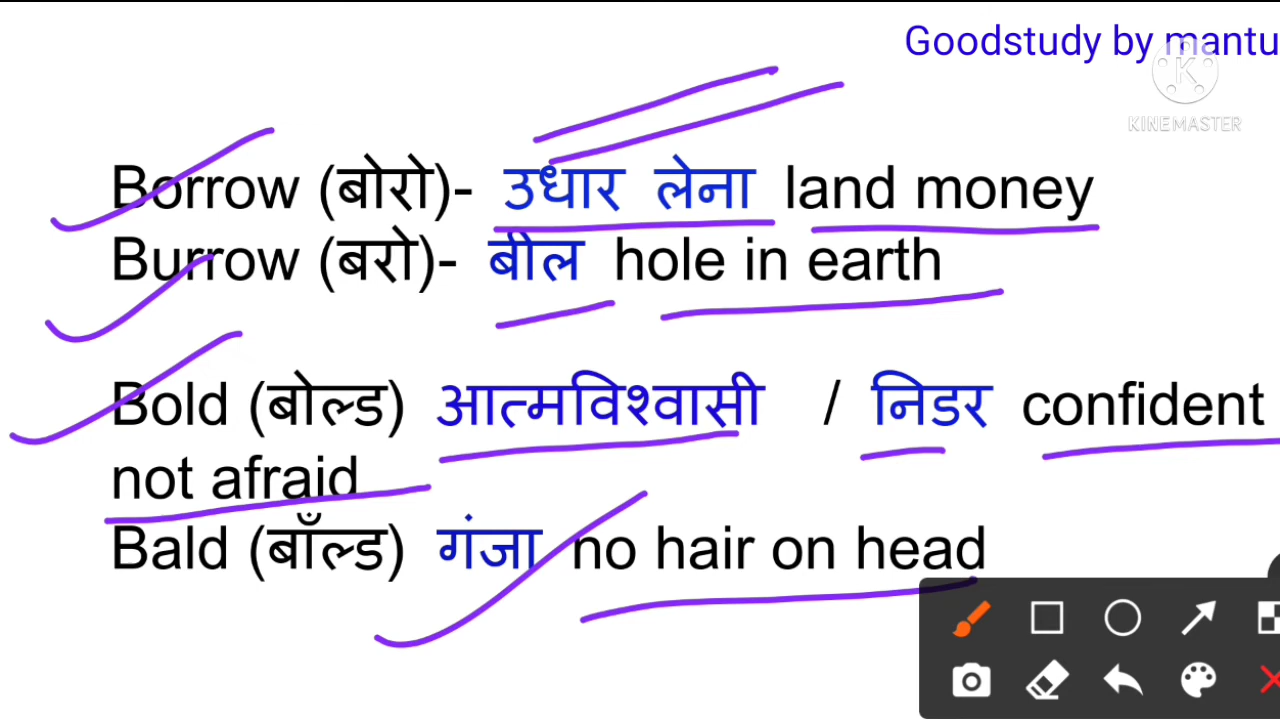 Goodstudy by mantu
KINEMASTER
Borrow (बोरो)- उधार लेना land money
Burrow (बरो)- बील hole in earth
Bold (बोल्ड) आत्मविश्वासी / निडर confident
not afraid
Bald (बॉंल्ड) गंजा no hair on head